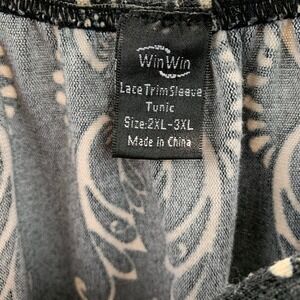 WinWin
Lace Trim Sleeve
Tunic
Size:2XL-3XL
Made in China